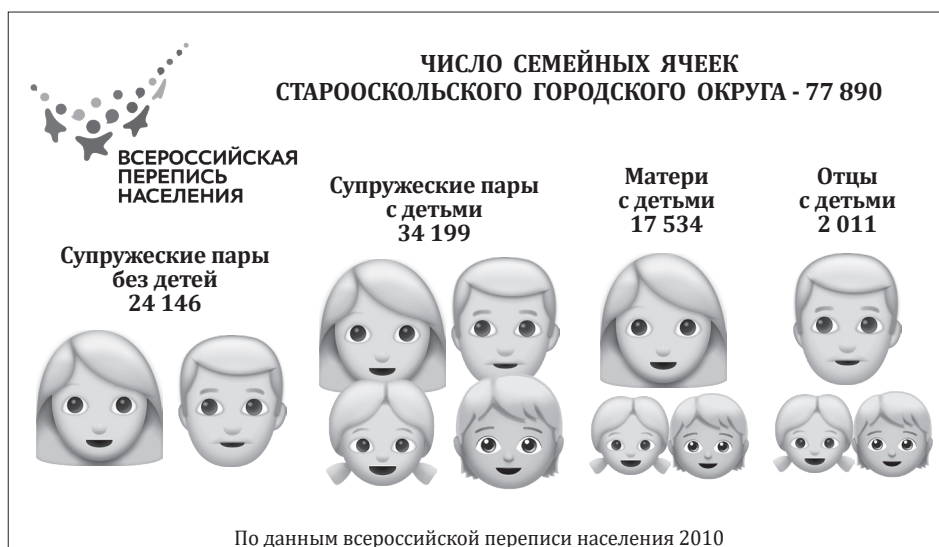 ЧИСЛО СЕМЕЙНЫХ ЯЧЕЕК
СТАРООСКОЛЬСКОГО ГОРОДСКОГО ОКРУГА - 77 890
ВСЕРОССИЙСКАЯ
ПЕРЕПИСЬ
НАСЕЛЕНИЯ
Супружеские пары
без детей
24 146
Супружеские пары
с детьми
34 199
Матери
с детьми
17 534
Отцы
с детьми
2 011
По данным всероссийской переписи населения 2010